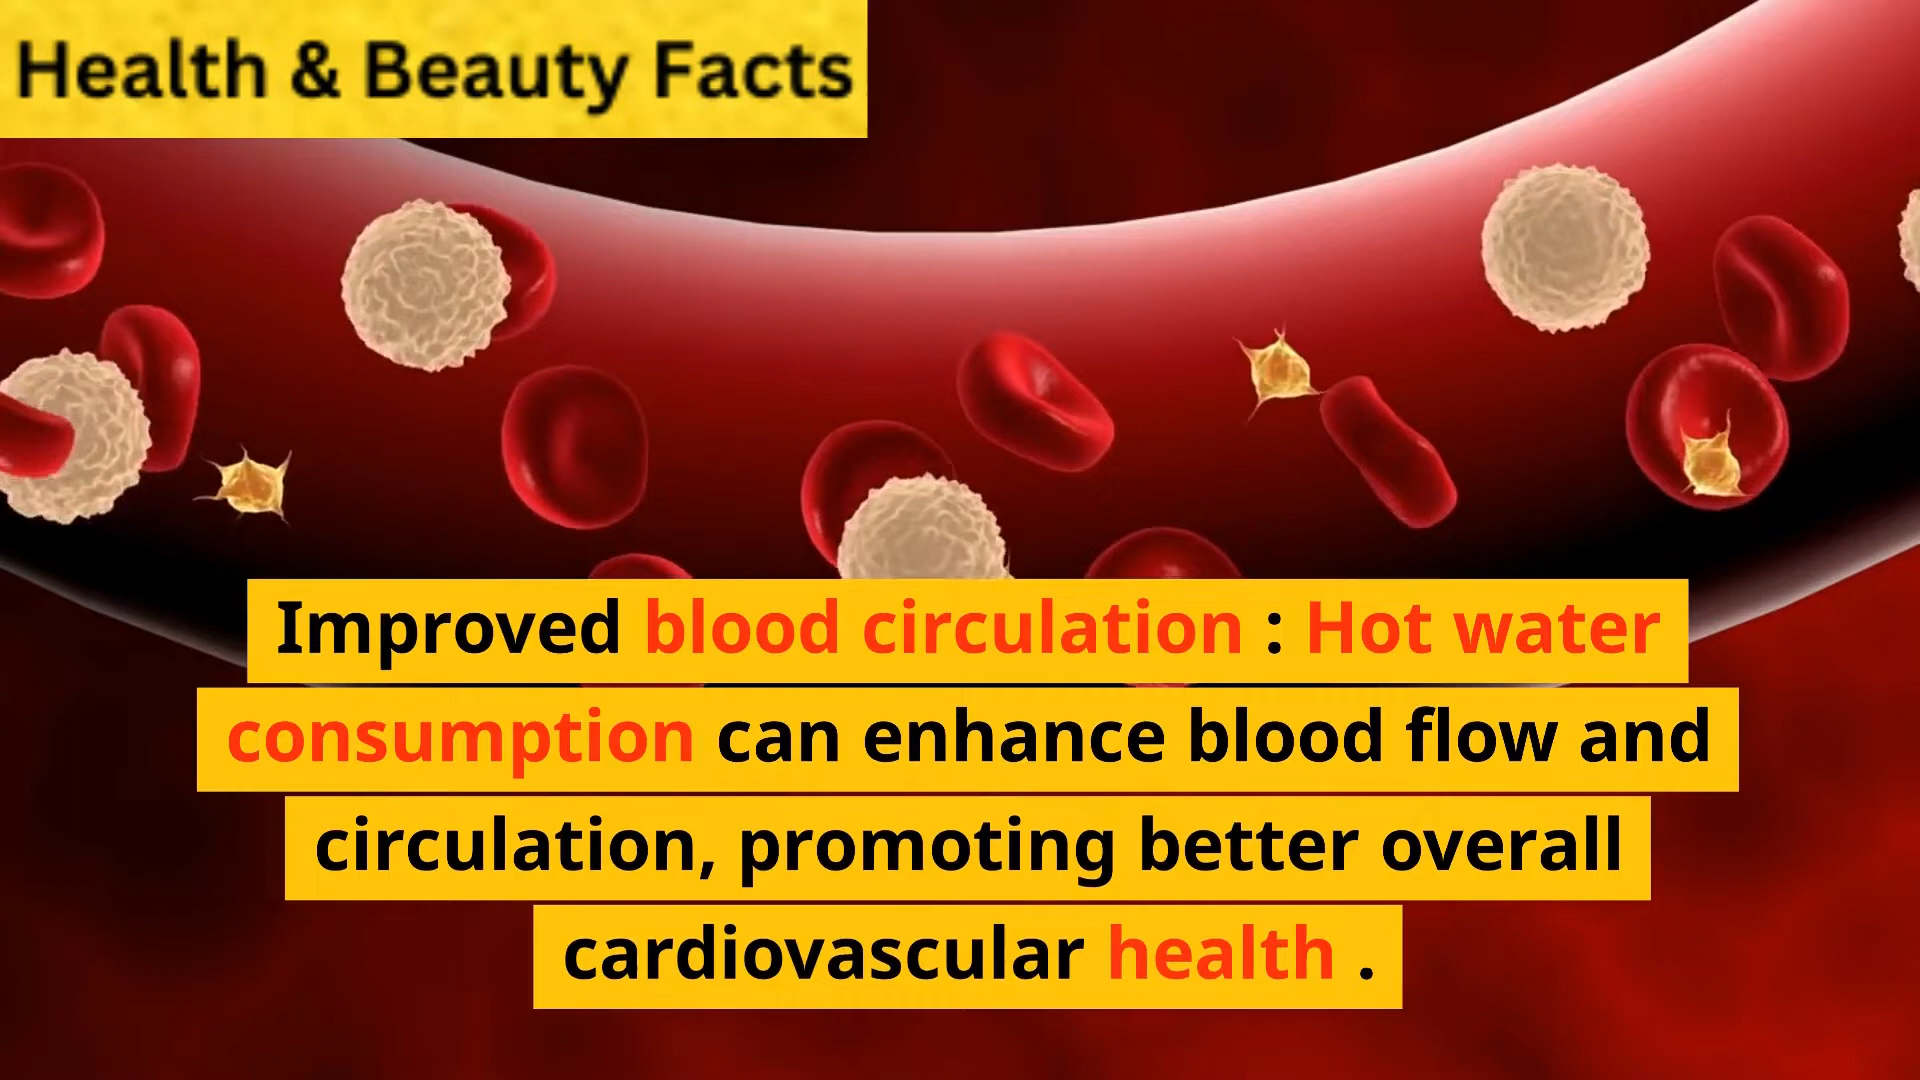 Health & Beauty Facts
Improved blood circulation : Hot water
consumption can enhance blood flow and
circulation, promoting better overall
cardiovascular health .